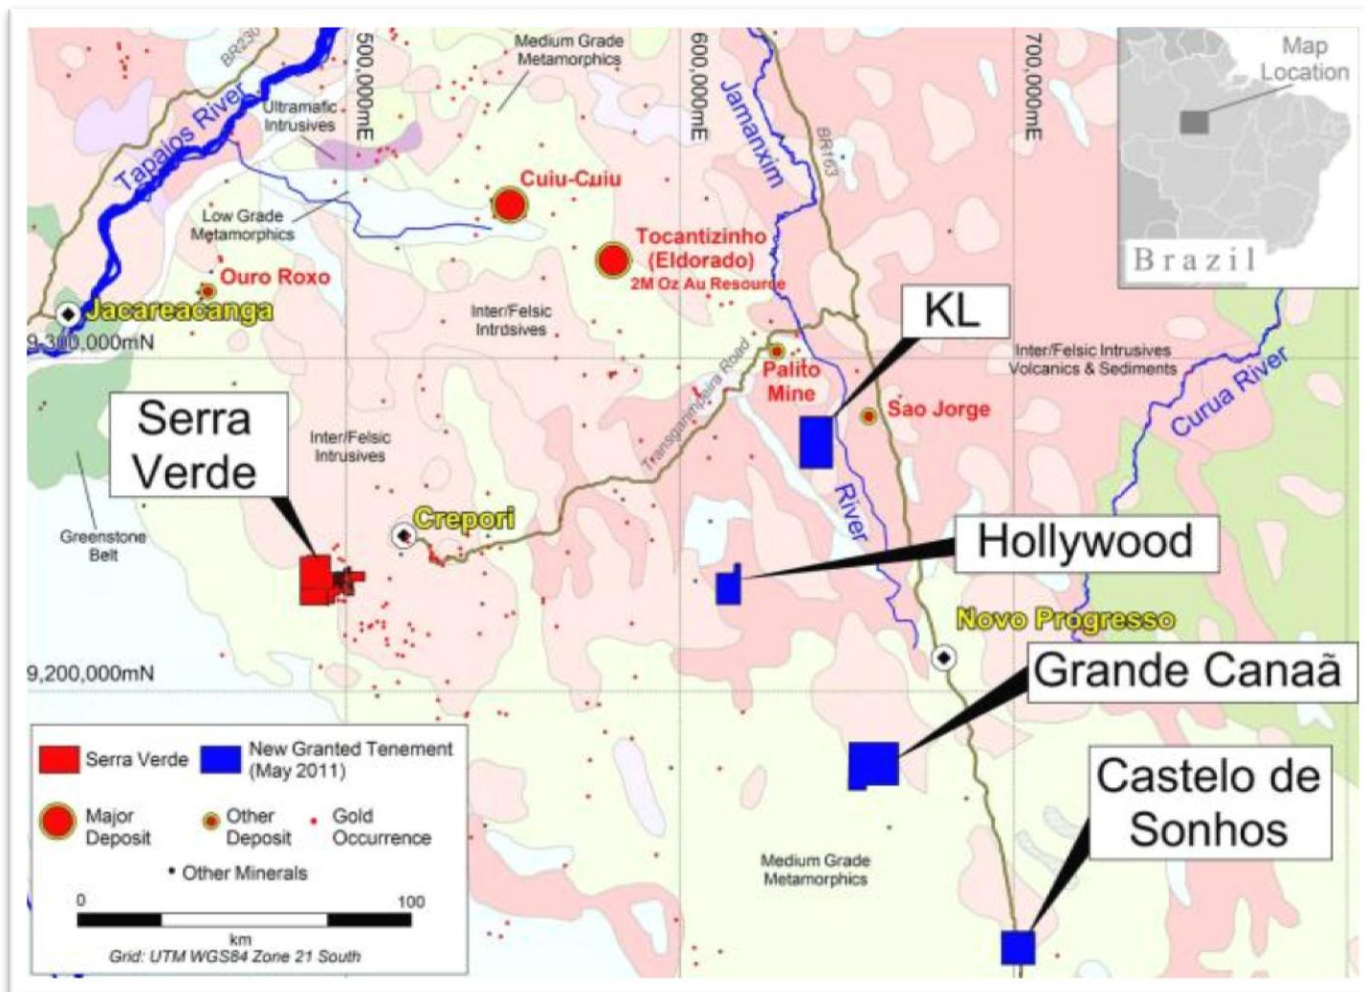 BR230
500,000mE
Medium Grade
Metamorphics
600,000mE
700,000mE
Map
Location
Brazil
Tapajos River
Ultramafic
Intrusives
Jamanxim
BR163
Cuiu-Cuiu
Low Grade
Metamorphics
Tocantizinho
(Eldorado)
2M Oz Au Resource
Ouro Roxo
Jacareacanga
Inter/Felsic
Intrusives
KL
9,300,000mN
Inter/Felsic Intrusives
Volcanics & Sediments
Curua River
Palito
Mine
Transgarimpeira Road
Sao Jorge
Serra
Verde
Inter/Felsic
Intrusives
River
Crepori
Greenstone
Belt
Hollywood
Novo Progresso
9,200,000mN
Grande Canaã
Castelo de
Sonhos
Serra Verde
New Granted Tenement
(May 2011)
Major
Deposit
Other
Deposit
Gold
Occurrence
Other Minerals
Medium Grade
Metamorphics
0
100
km
Grid: UTM WGS84 Zone 21 South